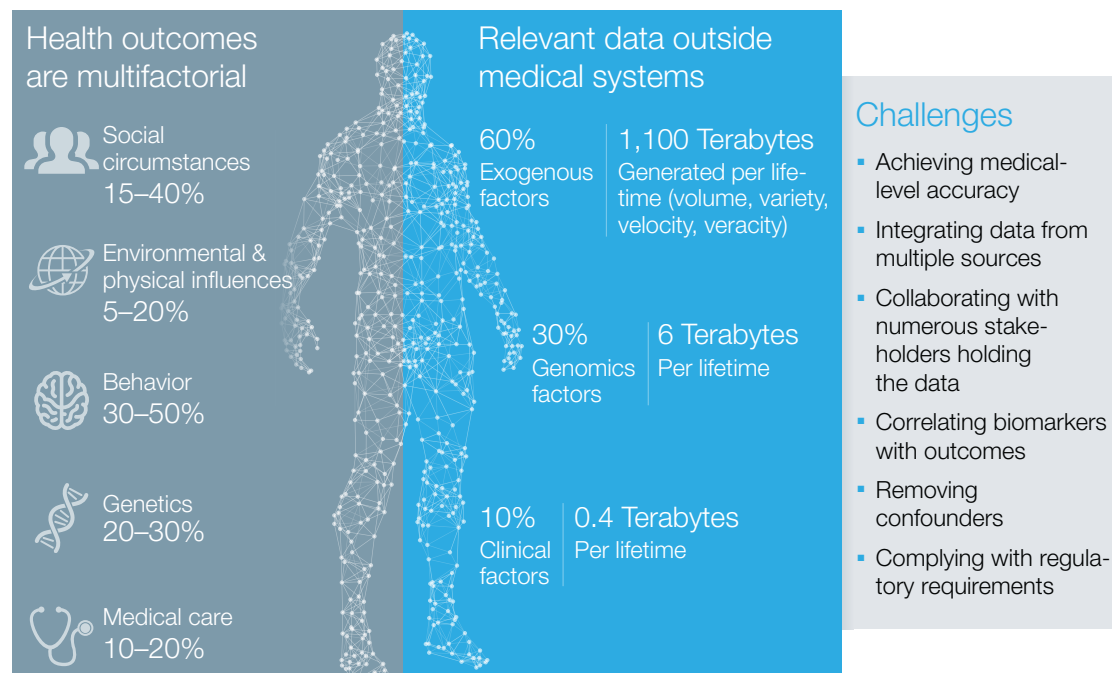 Health outcomes
are multifactorial
Social
circumstances
15–40%
Environmental &
physical influences
5–20%
Behavior
30–50%
Genetics
20–30%
Medical care
10–20%
Relevant data outside
medical systems
60%
Exogenous
factors
1,100 Terabytes
Generated per life-
time (volume, variety,
velocity, veracity)
30%
Genomics
factors
6 Terabytes
Per lifetime
10%
Clinical
factors
0.4 Terabytes
Per lifetime
Challenges
▪ Achieving medical-
level accuracy
▪ Integrating data from
multiple sources
▪ Collaborating with
numerous stake-
holders holding
the data
▪ Correlating biomarkers
with outcomes
▪ Removing
confounders
▪ Complying with regula-
tory requirements